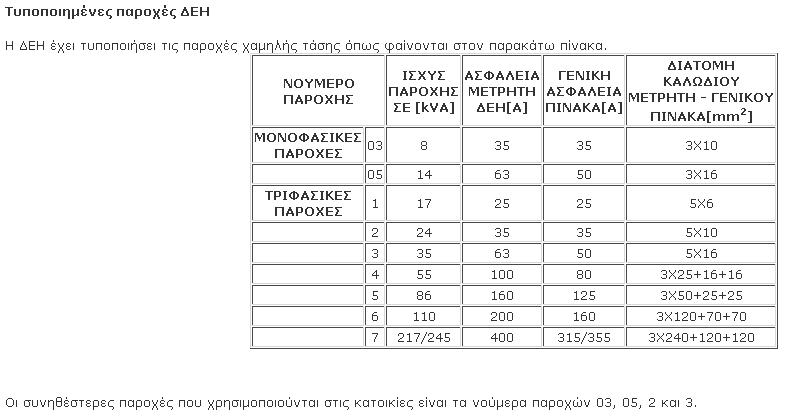 Τυποποιημένες παροχές ΔΕΗ
Η ΔΕΗ έχει τυποποιήσει τις παροχές χαμηλής τάσης όπως φαίνονται στον παρακάτω πίνακα.
ΝΟΥΜΕΡΟ ΠΑΡΟΧΗΣ ΙΣΧΥΣ ΠΑΡΟΧΗΣ ΣΕ [kVA] ΑΣΦΑΛΕΙΑ ΜΕΤΡΗΤΗ ΔΕΗ[Α] ΓΕΝΙΚΗ ΑΣΦΑΛΕΙΑ ΠΙΝΑΚΑ[Α] ΔΙΑΤΟΜΗ ΚΑΛΩΔΙΟΥ ΜΕΤΡΗΤΗ - ΓΕΝΙΚΟΥ ΠΙΝΑΚΑ[mm2]
ΜΟΝΟΦΑΣΙΚΕΣ ΠΑΡΟΧΕΣ 03 8 35 35 3Χ10
05 14 63 50 3Χ16
ΤΡΙΦΑΣΙΚΕΣ ΠΑΡΟΧΕΣ 1 17 25 25 5Χ6
2 24 35 35 5Χ10
3 35 63 50 5Χ16
4 55 100 80 3Χ25+16+16
5 86 160 125 3Χ50+25+25
6 110 200 160 3Χ120+70+70
7 217/245 400 315/355 3Χ240+120+120
Οι συνηθέστερες παροχές που χρησιμοποιούνται στις κατοικίες είναι τα νούμερα παροχών 03, 05, 2 και 3.